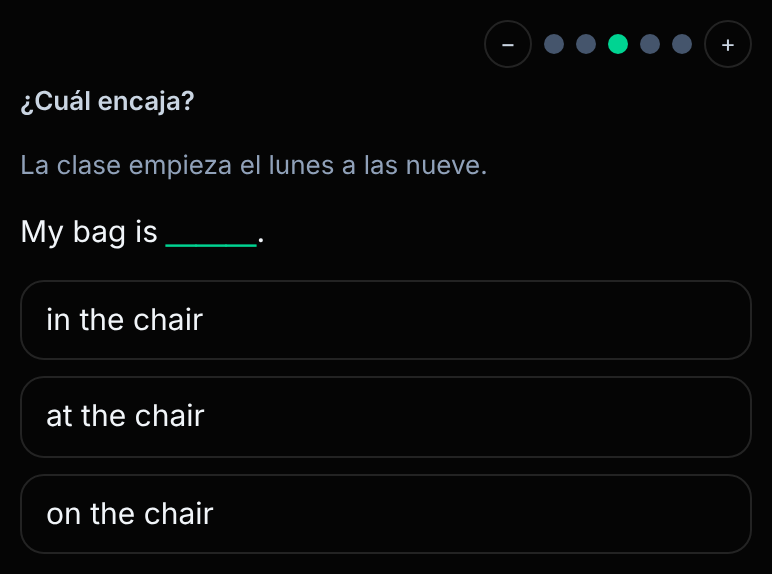 −
+
¿Cuál encaja?
La clase empieza el lunes a las nueve.
My bag is ______.
in the chair
at the chair
on the chair